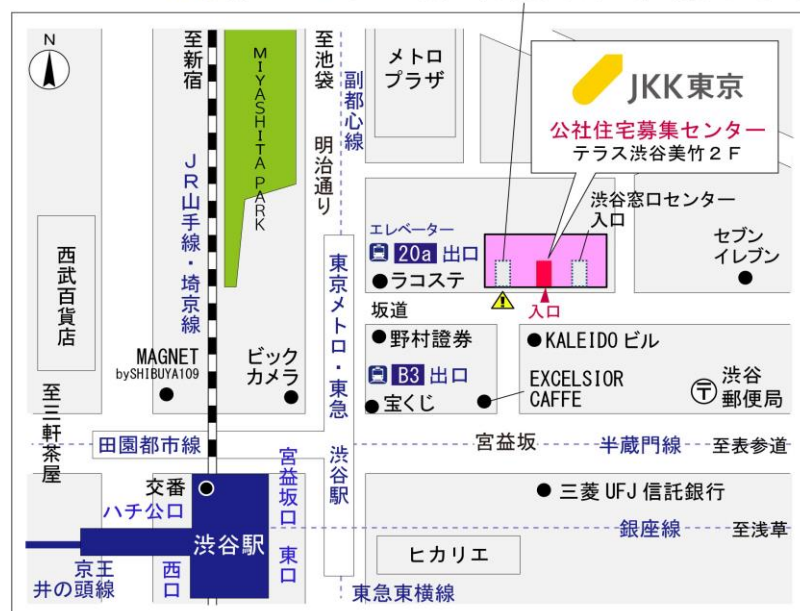 N
至新宿
MIYASHITA PARK
至池袋
明治通り
副都心線
メトロ
プラザ
JKK東京
公社住宅募集センター
テラス渋谷美竹2F
JR山手線・埼京線
渋谷窓口センター
入口
エレベーター
20a 出口
ラコステ
セブン
イレブン
西武百貨店
東京メトロ・東急
渋谷駅
坂道
入口
野村證券
KALEIDO ビル
MAGNET
bySHIBUYA109
ビック
カメラ
B3 出口
EXCELSIOR
CAFFE
宝くじ
渋谷
郵便局
至三軒茶屋
田園都市線
宮益坂
半蔵門線
至表参道
交番
宮益坂口
三菱 UFJ 信託銀行
ハチ公口
渋谷駅
銀座線
至浅草
京王
井の頭線
西口
東口
ヒカリエ
東急東横線